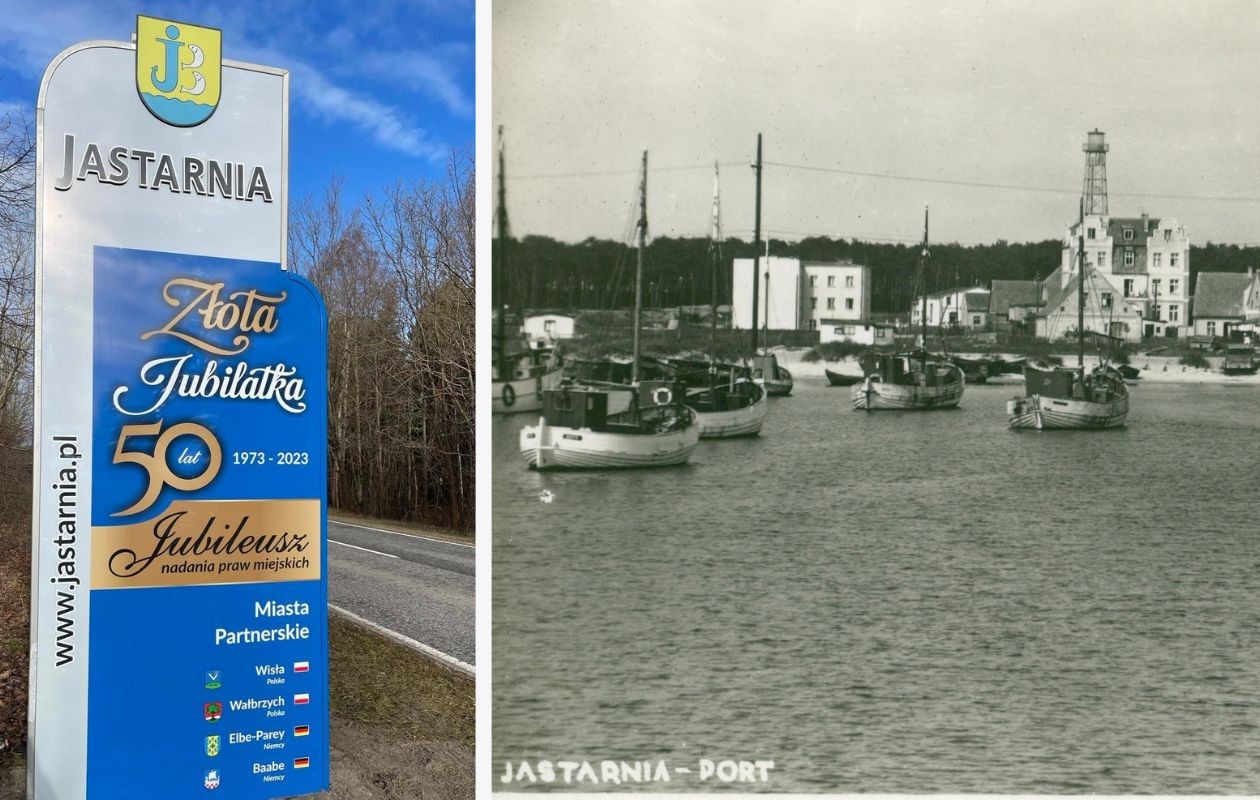 JASTARNIA
Złota
Jubilatka
50 lat 1973 - 2023
Jubileusz
nadania praw miejskich
www.jastarnia.pl
Miasta
Partnerskie
Wisła
Polska
Wałbrzych
Polska
Elbe-Parey
Niemcy
Baabe
Niemcy
JASTARNIA - PORT